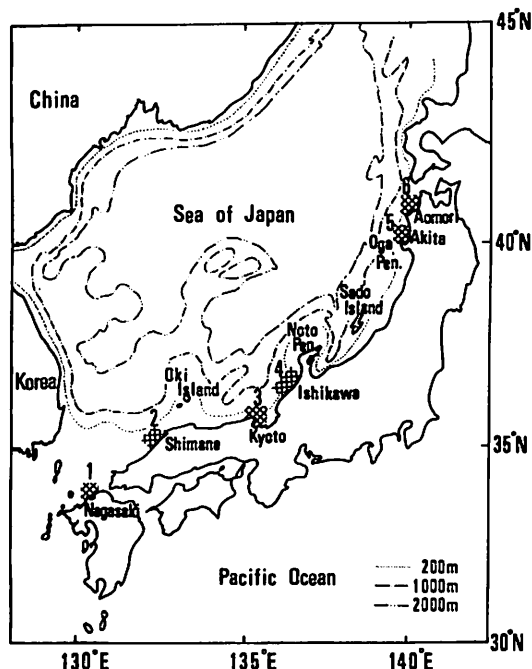 45°N
China
Sea of Japan
6
Aomori
5
Akita
Oga
Pen.
40°N
Sado
Island
Noto
Pen.
Korea
Oki
Island
4
Ishikawa
3
Kyoto
2
Shimane
35°N
1
Nagasaki
Pacific Ocean
200m
1000m
2000m
30°N
130°E
135°E
140°E